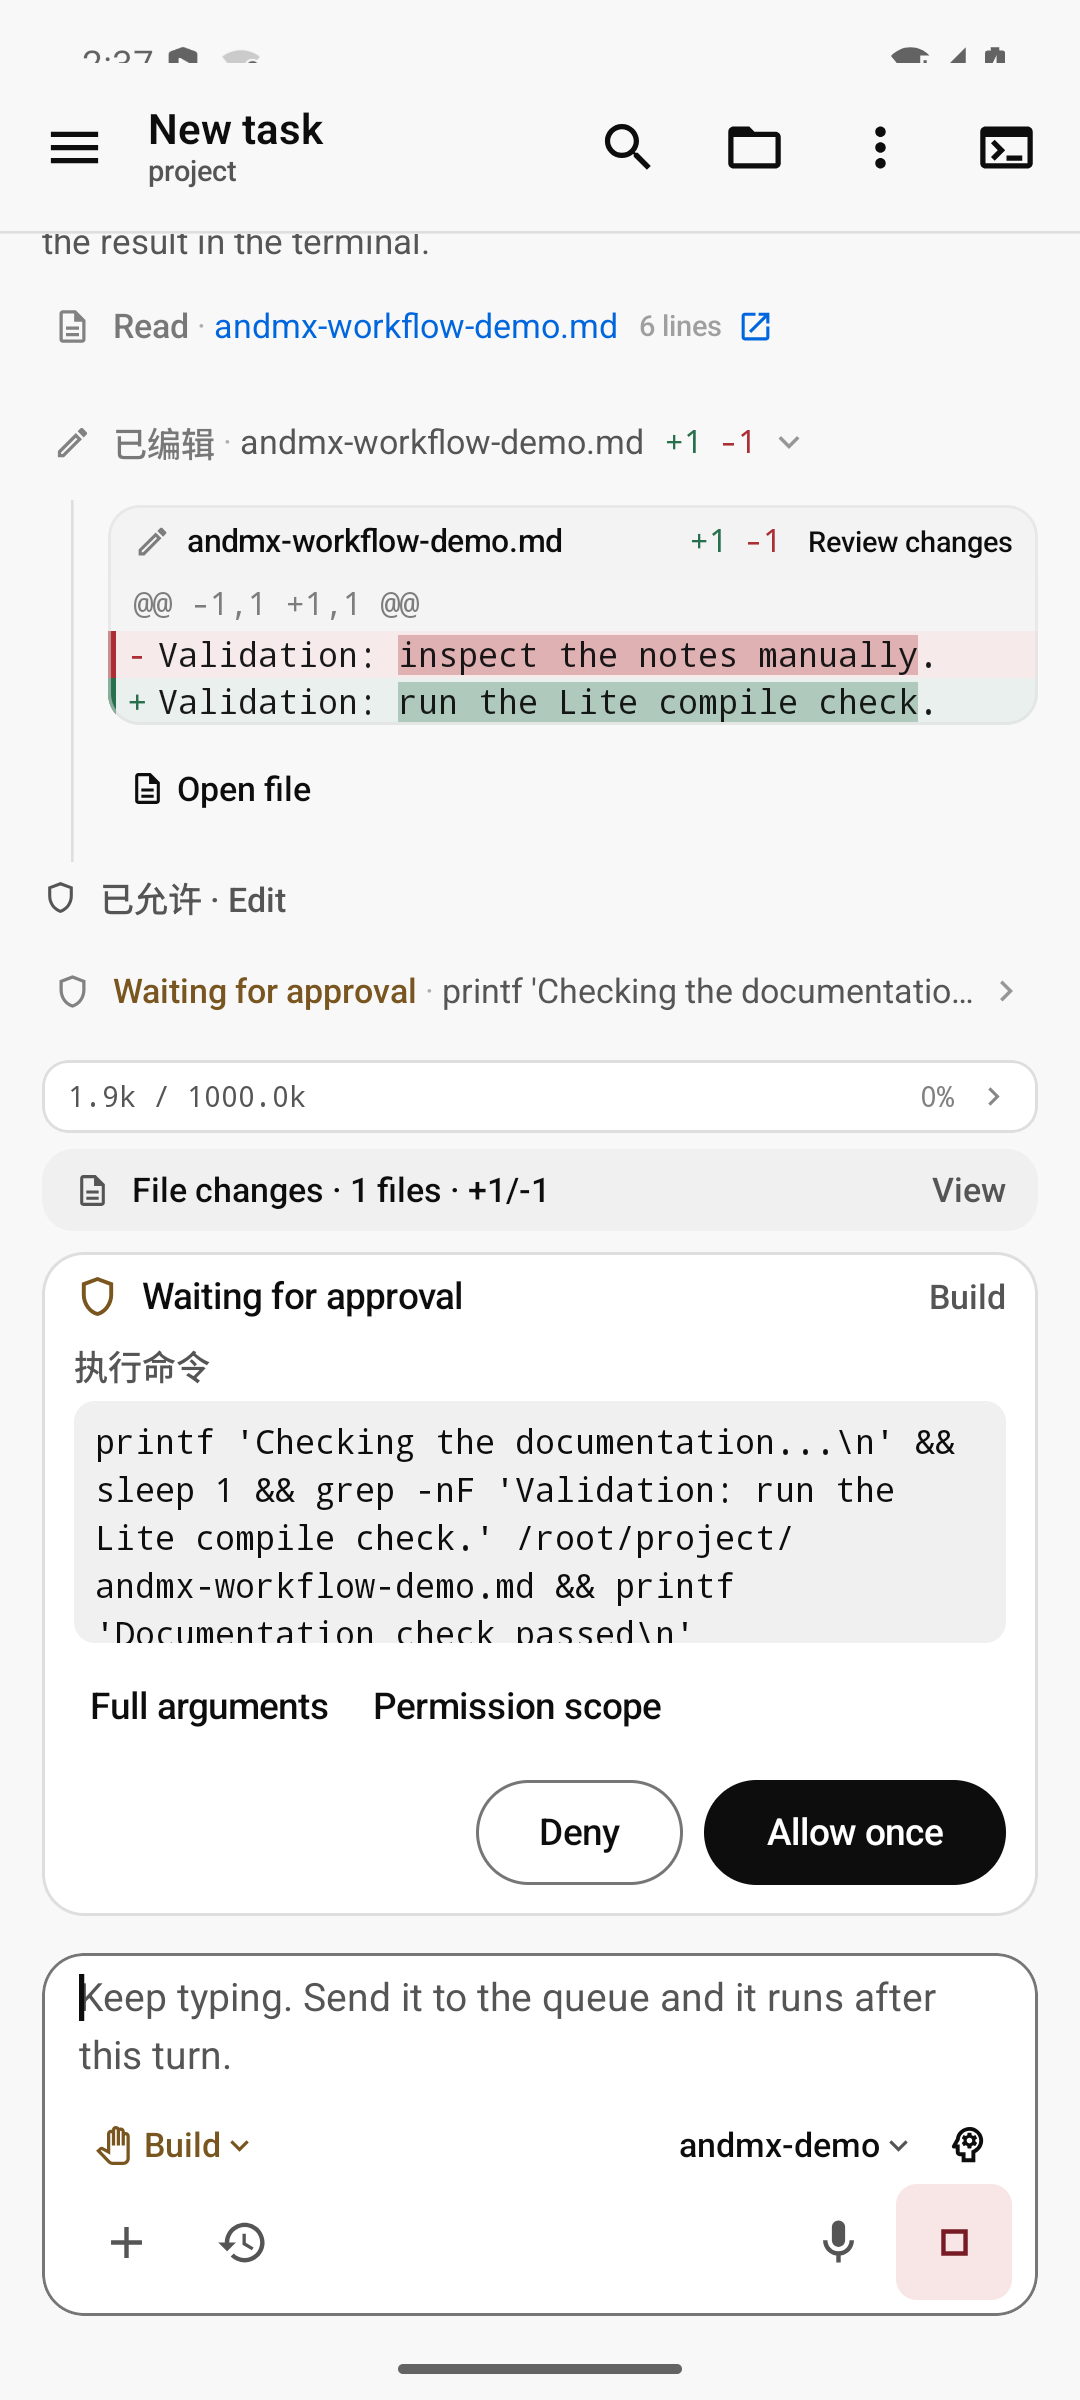 2:37
New task
project
the result in the terminal.
Read · andmx-workflow-demo.md 6 lines
已编辑 · andmx-workflow-demo.md +1 -1
andmx-workflow-demo.md +1 -1 Review changes
@@ -1,1 +1,1 @@
- Validation: inspect the notes manually.
+ Validation: run the Lite compile check.
Open file
已允许 · Edit
Waiting for approval · printf 'Checking the documentatio...
1.9k / 1000.0k 0%
File changes · 1 files · +1/-1 View
Waiting for approval Build
执行命令
printf 'Checking the documentation...\n' &&
sleep 1 && grep -nF 'Validation: run the
Lite compile check.' /root/project/
andmx-workflow-demo.md && printf
'Documentation check passed\n'
Full arguments Permission scope
Deny Allow once
Keep typing. Send it to the queue and it runs after
this turn.
Build andmx-demo